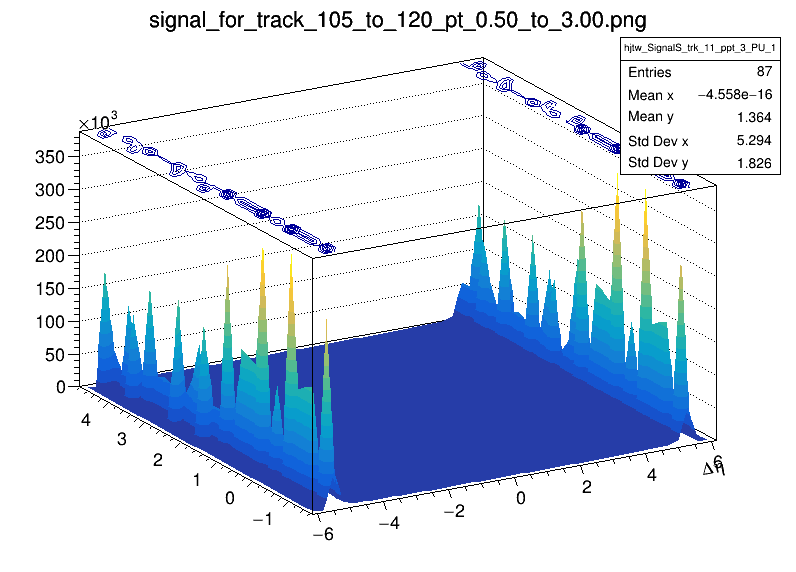 signal_for_track_105_to_120_pt_0.50_to_3.00.png
hjtw_SignalS_trk_11_ppt_3_PU_1
Entries 87
Mean x −4.558e−16
Mean y 1.364
Std Dev x 5.294
Std Dev y 1.826
×10³
350
300
250
200
150
100
50
0
4
3
2
1
0
−1
−6
−4
−2
0
2
4
6
Δη